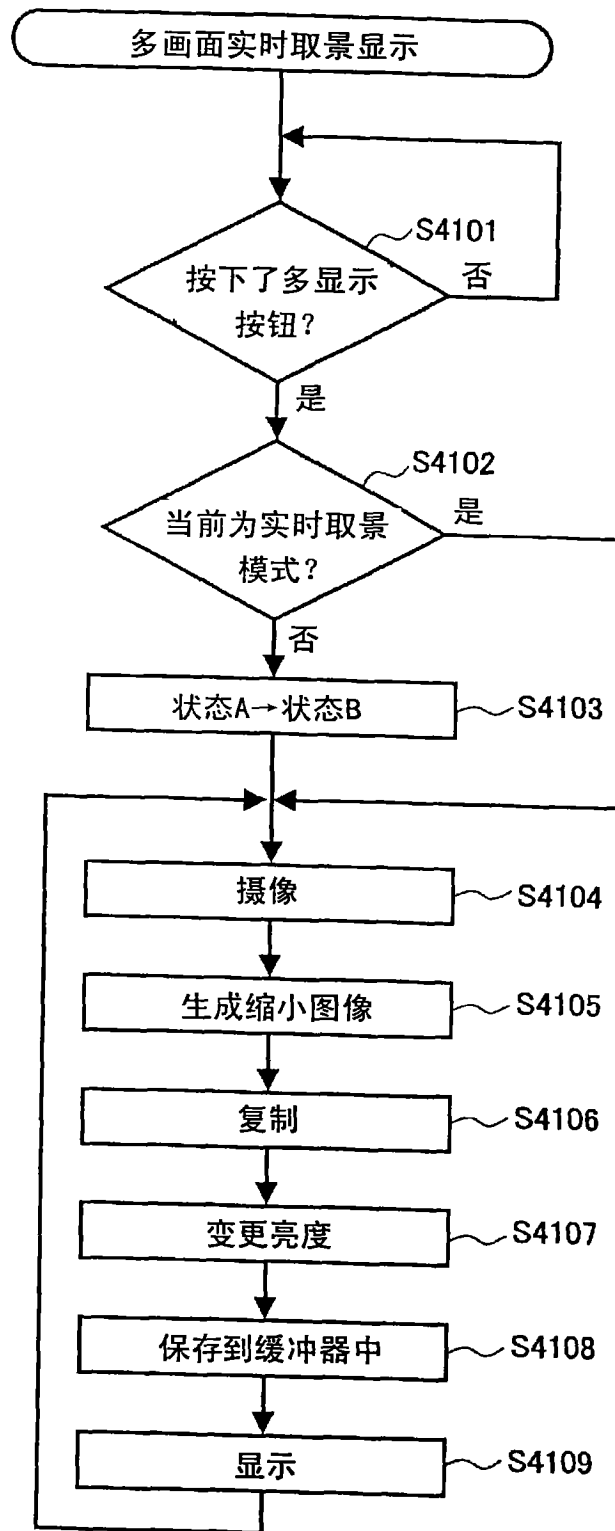 多画面实时取景显示
S4101
按下了多显示
按钮？
否
是
S4102
当前为实时取景
模式？
是
否
状态A→状态B
S4103
摄像
S4104
生成缩小图像
S4105
复制
S4106
变更亮度
S4107
保存到缓冲器中
S4108
显示
S4109